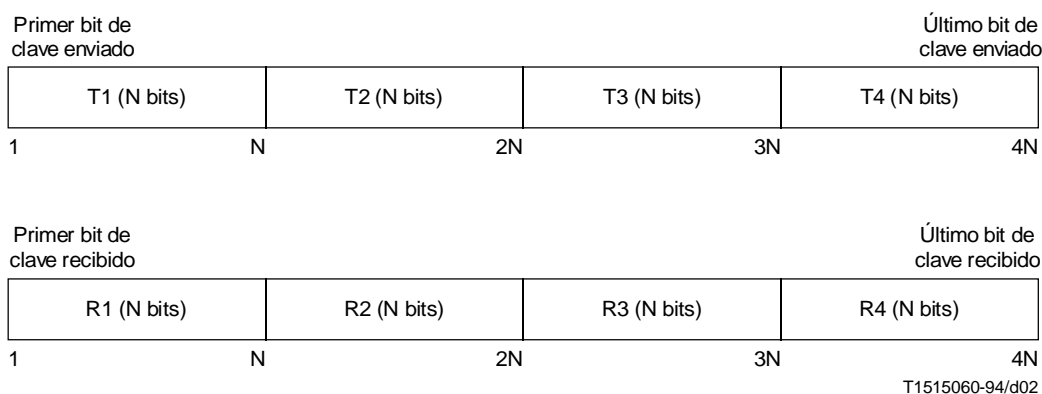 Primer bit de
clave enviado
Último bit de
clave enviado
T1 (N bits)
T2 (N bits)
T3 (N bits)
T4 (N bits)
1
N
2N
3N
4N
Primer bit de
clave recibido
Último bit de
clave recibido
R1 (N bits)
R2 (N bits)
R3 (N bits)
R4 (N bits)
1
N
2N
3N
4N
T1515060-94/d02